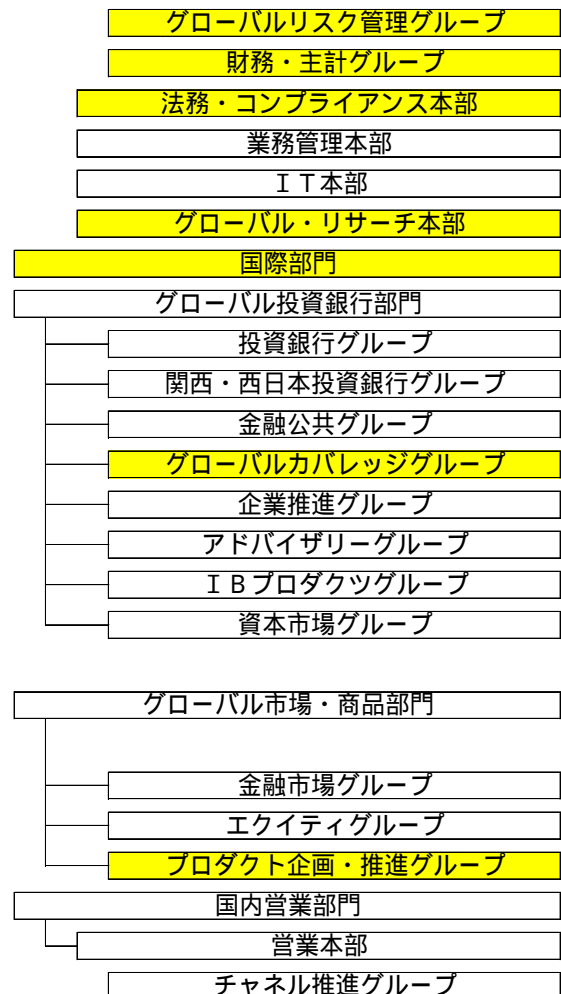 グローバルリスク管理グループ
財務・主計グループ
法務・コンプライアンス本部
業務管理本部
ＩＴ本部
グローバル・リサーチ本部
国際部門
グローバル投資銀行部門
投資銀行グループ
関西・西日本投資銀行グループ
金融公共グループ
グローバルカバレッジグループ
企業推進グループ
アドバイザリーグループ
ＩＢプロダクツグループ
資本市場グループ
グローバル市場・商品部門
金融市場グループ
エクイティグループ
プロダクト企画・推進グループ
国内営業部門
営業本部
チャネル推進グループ